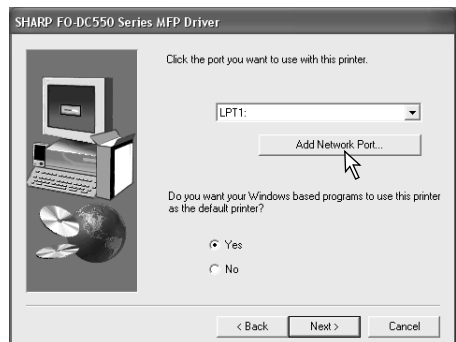 SHARP FO-DC550 Series MFP Driver
Click the port you want to use with this printer.
LPT1:
Add Network Port...
Do you want your Windows based programs to use this printer
as the default printer?
Yes
No
< Back Next > Cancel